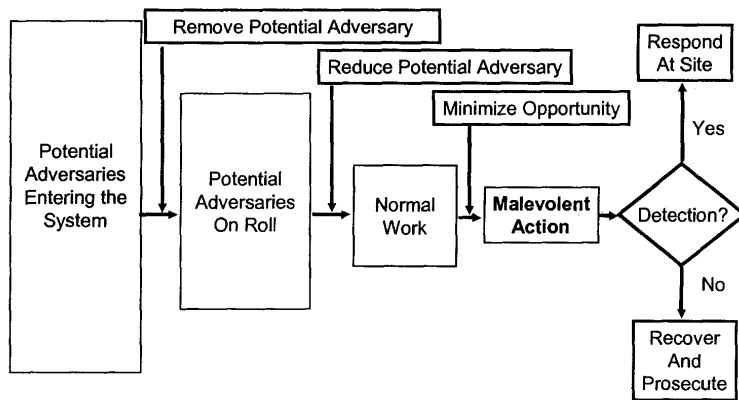 Remove Potential Adversary
Reduce Potential Adversary
Minimize Opportunity
Respond
At Site
Yes
Potential
Adversaries
Entering the
System
Potential
Adversaries
On Roll
Normal
Work
Malevolent
Action
Detection?
No
Recover
And
Prosecute